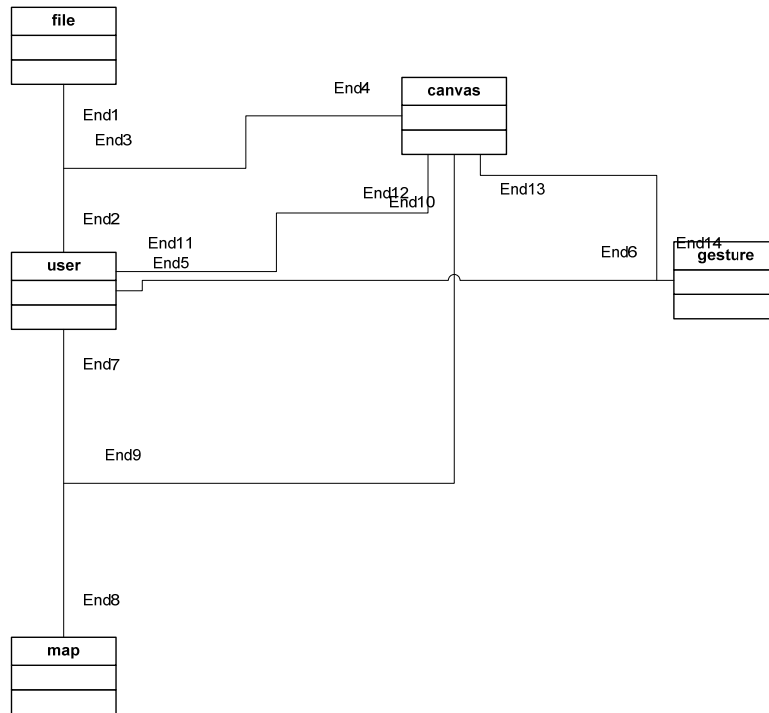 file
End4
canvas
End1
End3
End13
End12
End10
End2
End11
End6
End14
gesture
user
End5
End7
End9
End8
map